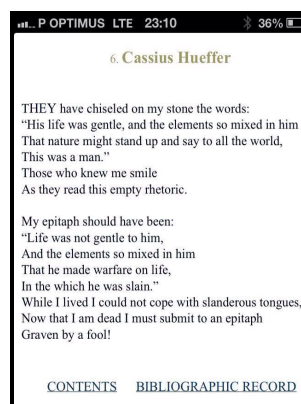 P OPTIMUS LTE 23:10 36%
6. Cassius Hueffer
THEY have chiseled on my stone the words:
“His life was gentle, and the elements so mixed in him
That nature might stand up and say to all the world,
This was a man.”
Those who knew me smile
As they read this empty rhetoric.
My epitaph should have been:
“Life was not gentle to him,
And the elements so mixed in him
That he made warfare on life,
In the which he was slain.”
While I lived I could not cope with slanderous tongues,
Now that I am dead I must submit to an epitaph
Graven by a fool!
CONTENTS BIBLIOGRAPHIC RECORD